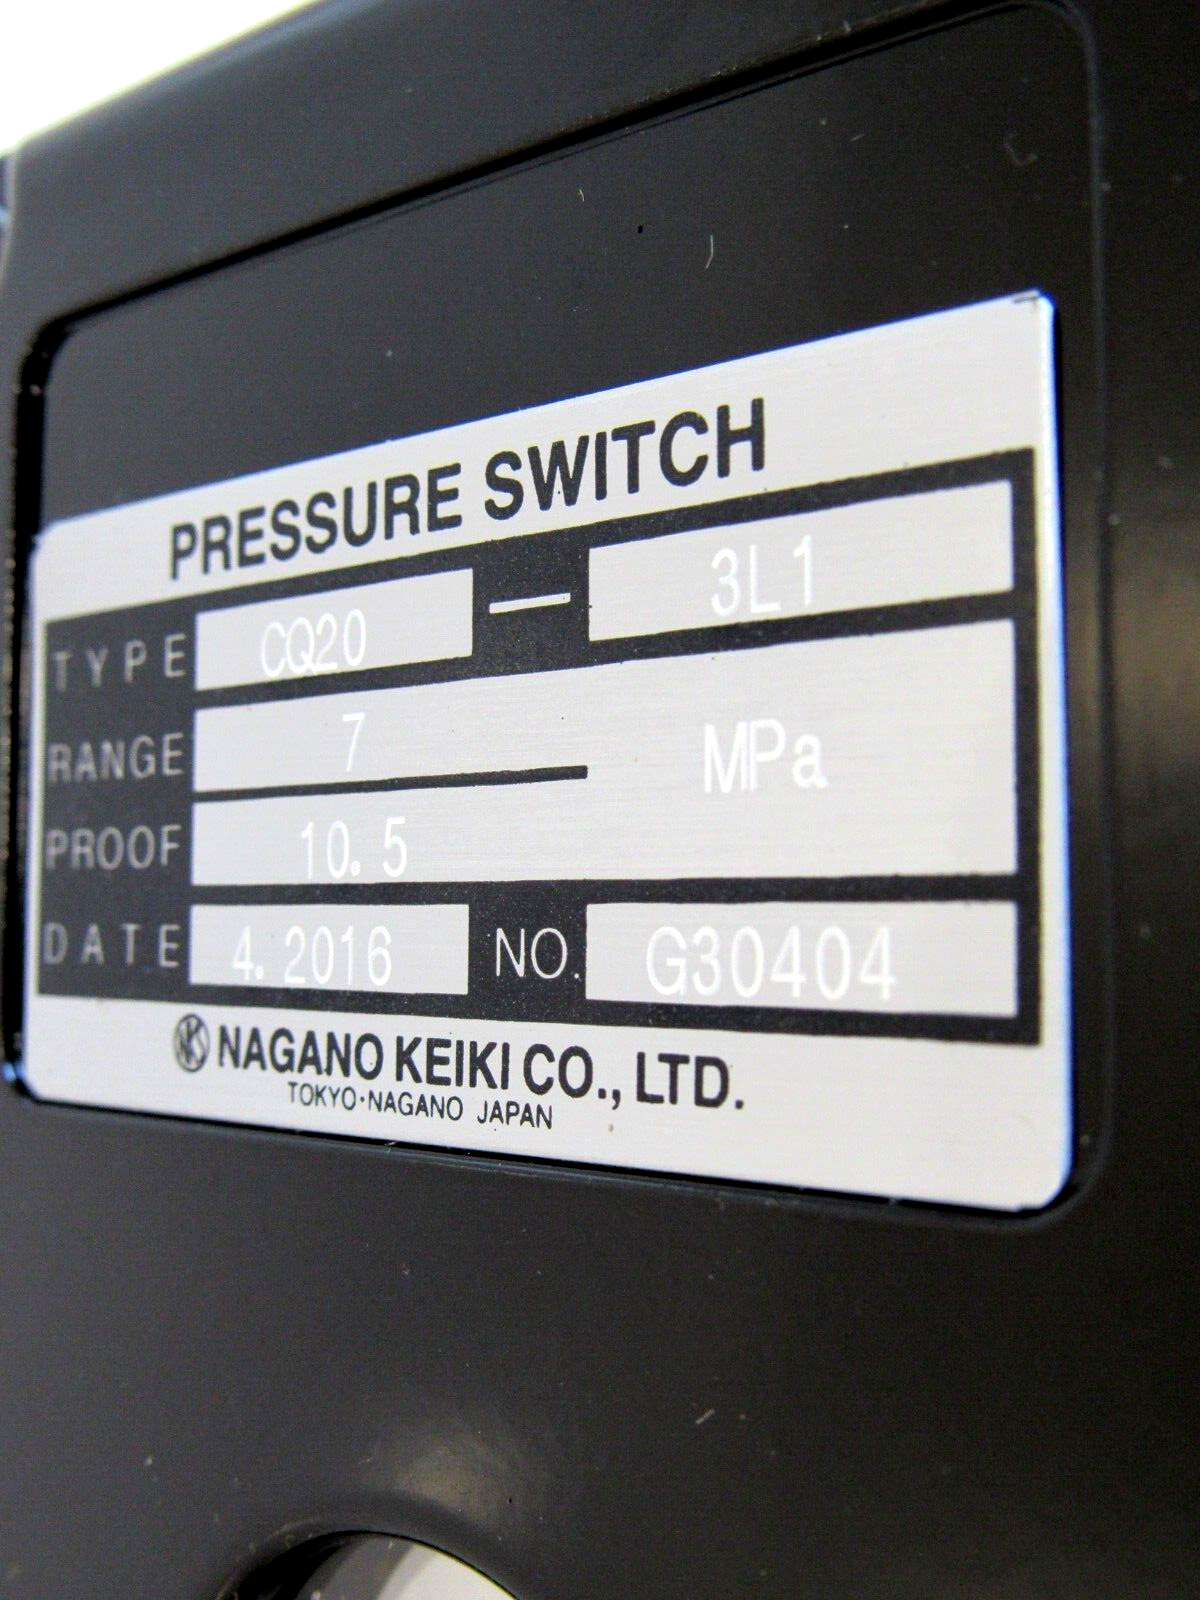 PRESSURE SWITCH
TYPE CQ20 — 3L1
RANGE 7 MPa
PROOF 10.5
DATE 4.2016 NO. G30404
NKS NAGANO KEIKI CO., LTD.
TOKYO・NAGANO JAPAN